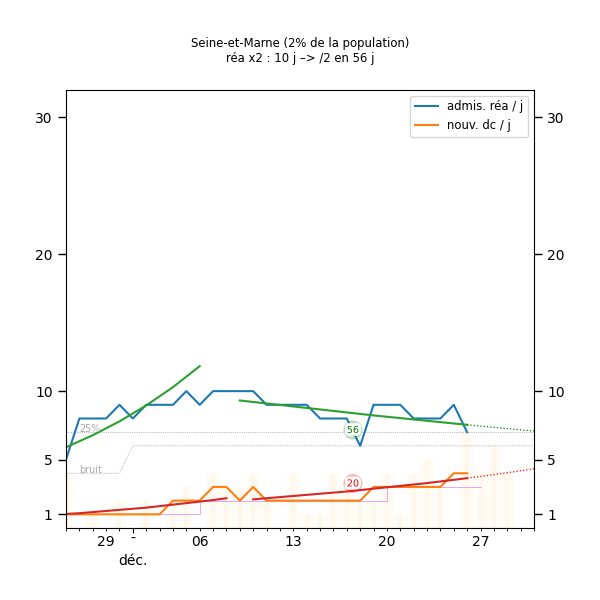 Seine-et-Marne (2% de la population)
réa x2 : 10 j –> /2 en 56 j
admis. réa / j
nouv. dc / j
30 30
20 20
10 10
25%
56
5 5
bruit
20
1 1
29 - 06 13 20 27
déc.